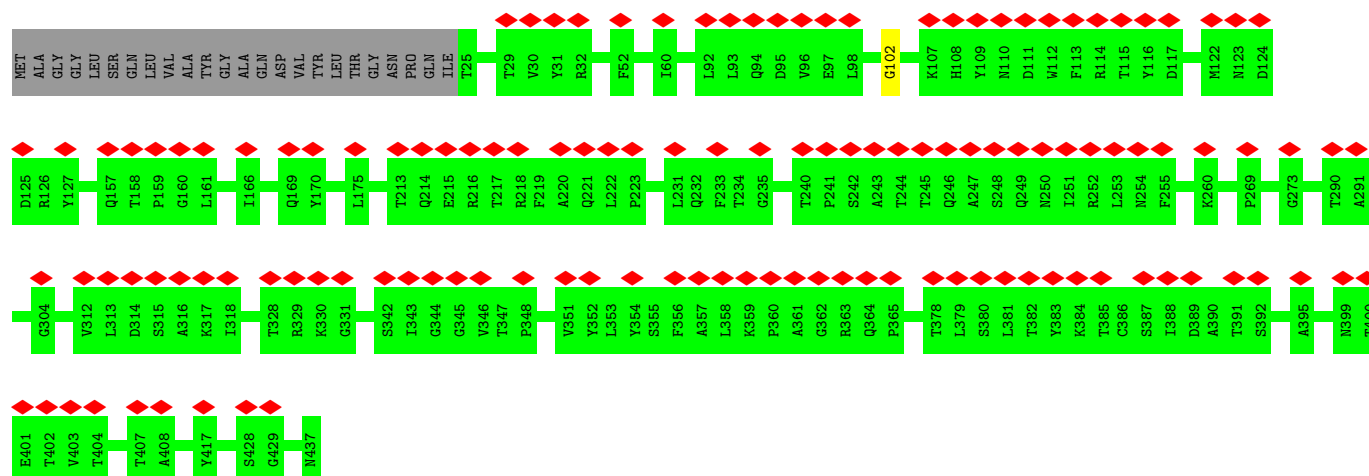 MET ALA GLY GLY LEU SER GLN LEU VAL ALA TYR GLY ALA GLN ASP VAL TYR LEU THR GLY ASN PRO GLN ILE T25 T29 V30 Y31 R32 F52 I60 L92 L93 Q94 D95 V96 E97 L98 G102 K107 H108 Y109 N110 D111 W112 F113 R114 T115 Y116 D117 M122 N123 D124
D125 R126 Y127 Q157 T158 P159 G160 L161 I166 Q169 Y170 L175 T213 Q214 E215 R216 T217 R218 F219 A220 Q221 L222 P223 L231 Q232 F233 T234 G235 T240 P241 S242 A243 T244 T245 Q246 A247 S248 Q249 N250 I251 R252 L253 N254 F255 K260 P269 G273 T290 A291
G304 V312 L313 D314 S315 A316 K317 I318 T328 R329 K330 G331 S342 I343 G344 G345 V346 T347 P348 V351 Y352 L353 Y354 S355 F356 A357 L358 K359 P360 A361 G362 R363 Q364 P365 T378 L379 S380 L381 T382 Y383 K384 T385 C386 S387 I388 D389 A390 T391 S392 A395 N399
E401 T402 V403 T404 T407 A408 Y417 S428 G429 N437